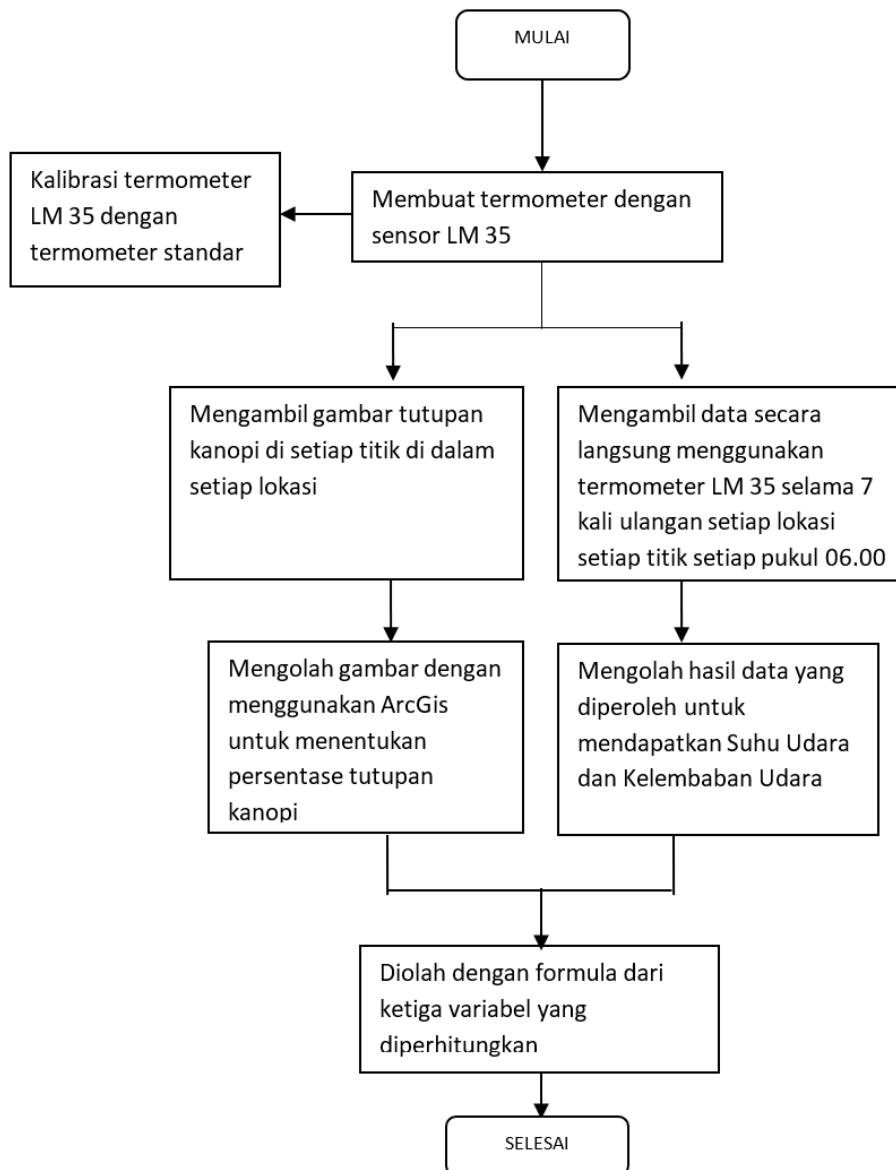 MULAI
Kalibrasi termometer
LM 35 dengan
termometer standar
Membuat termometer dengan
sensor LM 35
Mengambil gambar tutupan
kanopi di setiap titik di dalam
setiap lokasi
Mengambil data secara
langsung menggunakan
termometer LM 35 selama 7
kali ulangan setiap lokasi
setiap titik setiap pukul 06.00
Mengolah gambar dengan
menggunakan ArcGis
untuk menentukan
persentase tutupan
kanopi
Mengolah hasil data yang
diperoleh untuk
mendapatkan Suhu Udara
dan Kelembaban Udara
Diolah dengan formula dari
ketiga variabel yang
diperhitungkan
SELESAI